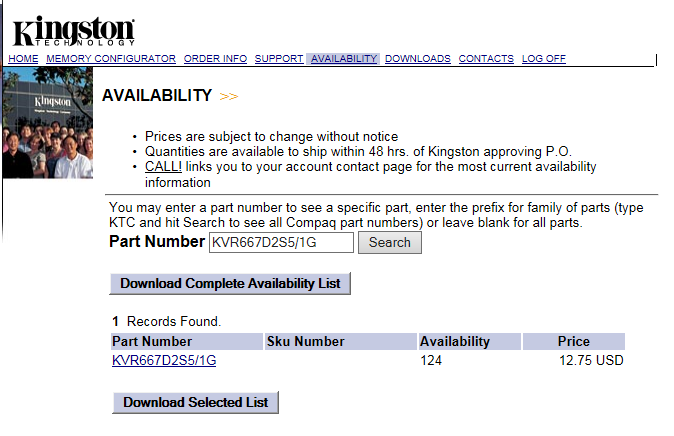 Kingston
TECHNOLOGY
HOME MEMORY CONFIGURATOR ORDER INFO SUPPORT AVAILABILITY DOWNLOADS CONTACTS LOG OFF
Kingston
AVAILABILITY >>
• Prices are subject to change without notice
• Quantities are available to ship within 48 hrs. of Kingston approving P.O.
• CALL! links you to your account contact page for the most current availability
information
You may enter a part number to see a specific part, enter the prefix for family of parts (type
KTC and hit Search to see all Compaq part numbers) or leave blank for all parts.
Part Number KVR667D2S5/1G Search
Download Complete Availability List
1 Records Found.
Part Number Sku Number Availability Price
KVR667D2S5/1G 124 12.75 USD
Download Selected List